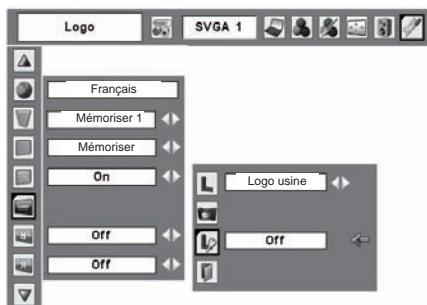 Logo SVGA 1
Français
Mémoriser 1
Mémoriser
On
Logo usine
Off
Off
Off